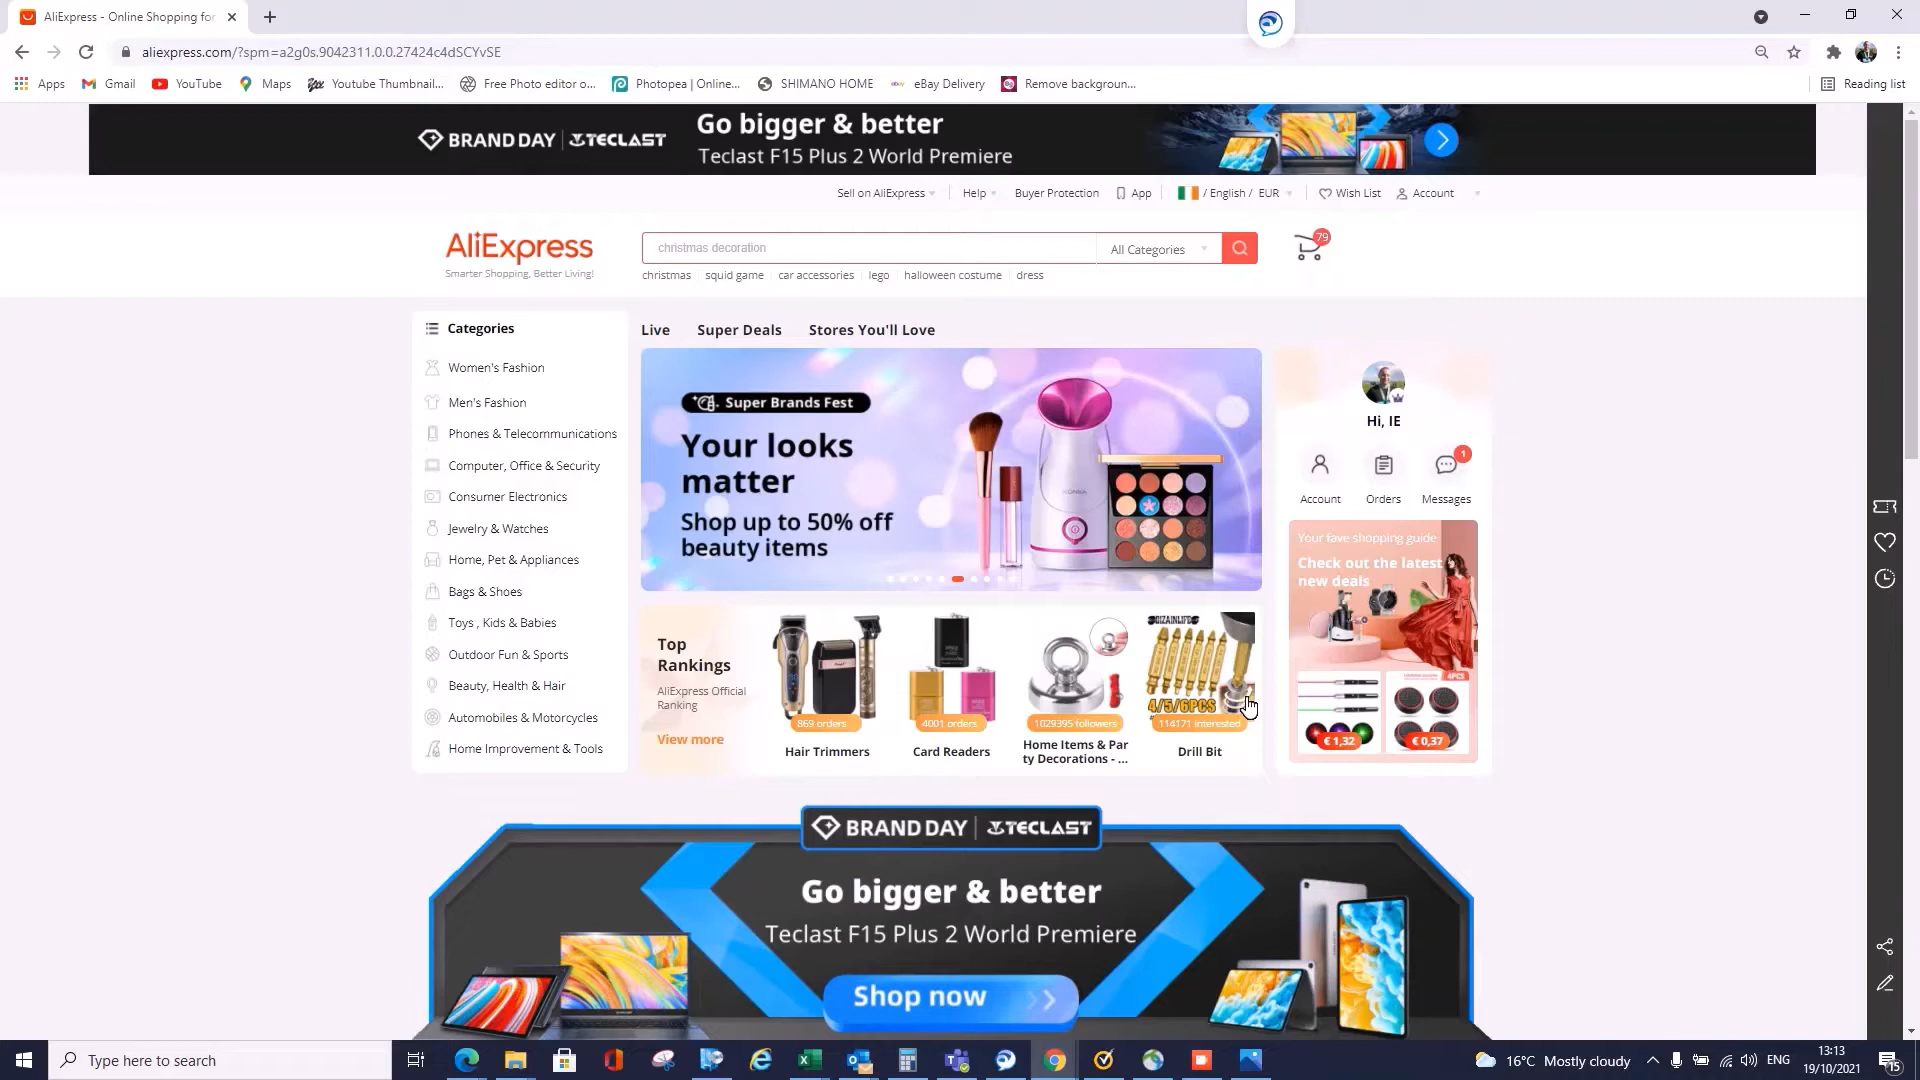 AliExpress - Online Shopping for
aliexpress.com/?spm=a2g0s.9042311.0.0.27424c4dSCYvSE
Apps
Gmail
YouTube
Maps
Youtube Thumbnail...
Free Photo editor o...
Photopea | Online...
SHIMANO HOME
eBay Delivery
Remove backgroun...
Reading list
BRAND DAY | TECLAST
Go bigger & better
Teclast F15 Plus 2 World Premiere
Sell on AliExpress
Help
Buyer Protection
App
/ English / EUR
Wish List
Account
AliExpress
Smarter Shopping, Better Living!
christmas decoration
All Categories
79
christmas
squid game
car accessories
lego
halloween costume
dress
Categories
Women's Fashion
Men's Fashion
Phones & Telecommunications
Computer, Office & Security
Consumer Electronics
Jewelry & Watches
Home, Pet & Appliances
Bags & Shoes
Toys , Kids & Babies
Outdoor Fun & Sports
Beauty, Health & Hair
Automobiles & Motorcycles
Home Improvement & Tools
Live
Super Deals
Stores You'll Love
Super Brands Fest
Your looks
matter
Shop up to 50% off
beauty items
KONKA
Hi, IE
1
Account
Orders
Messages
Your fave shopping guide
Check out the latest
new deals
4PCS
€ 1,32
€ 0,37
Top
Rankings
AliExpress Official
Ranking
View more
869 orders
Hair Trimmers
4001 orders
Card Readers
1029395 followers
Home Items & Par
ty Decorations - ...
4/5/6PCS
114171 interested
Drill Bit
BRAND DAY | TECLAST
Go bigger & better
Teclast F15 Plus 2 World Premiere
Shop now
Type here to search
16°C Mostly cloudy
ENG
13:13
19/10/2021
15